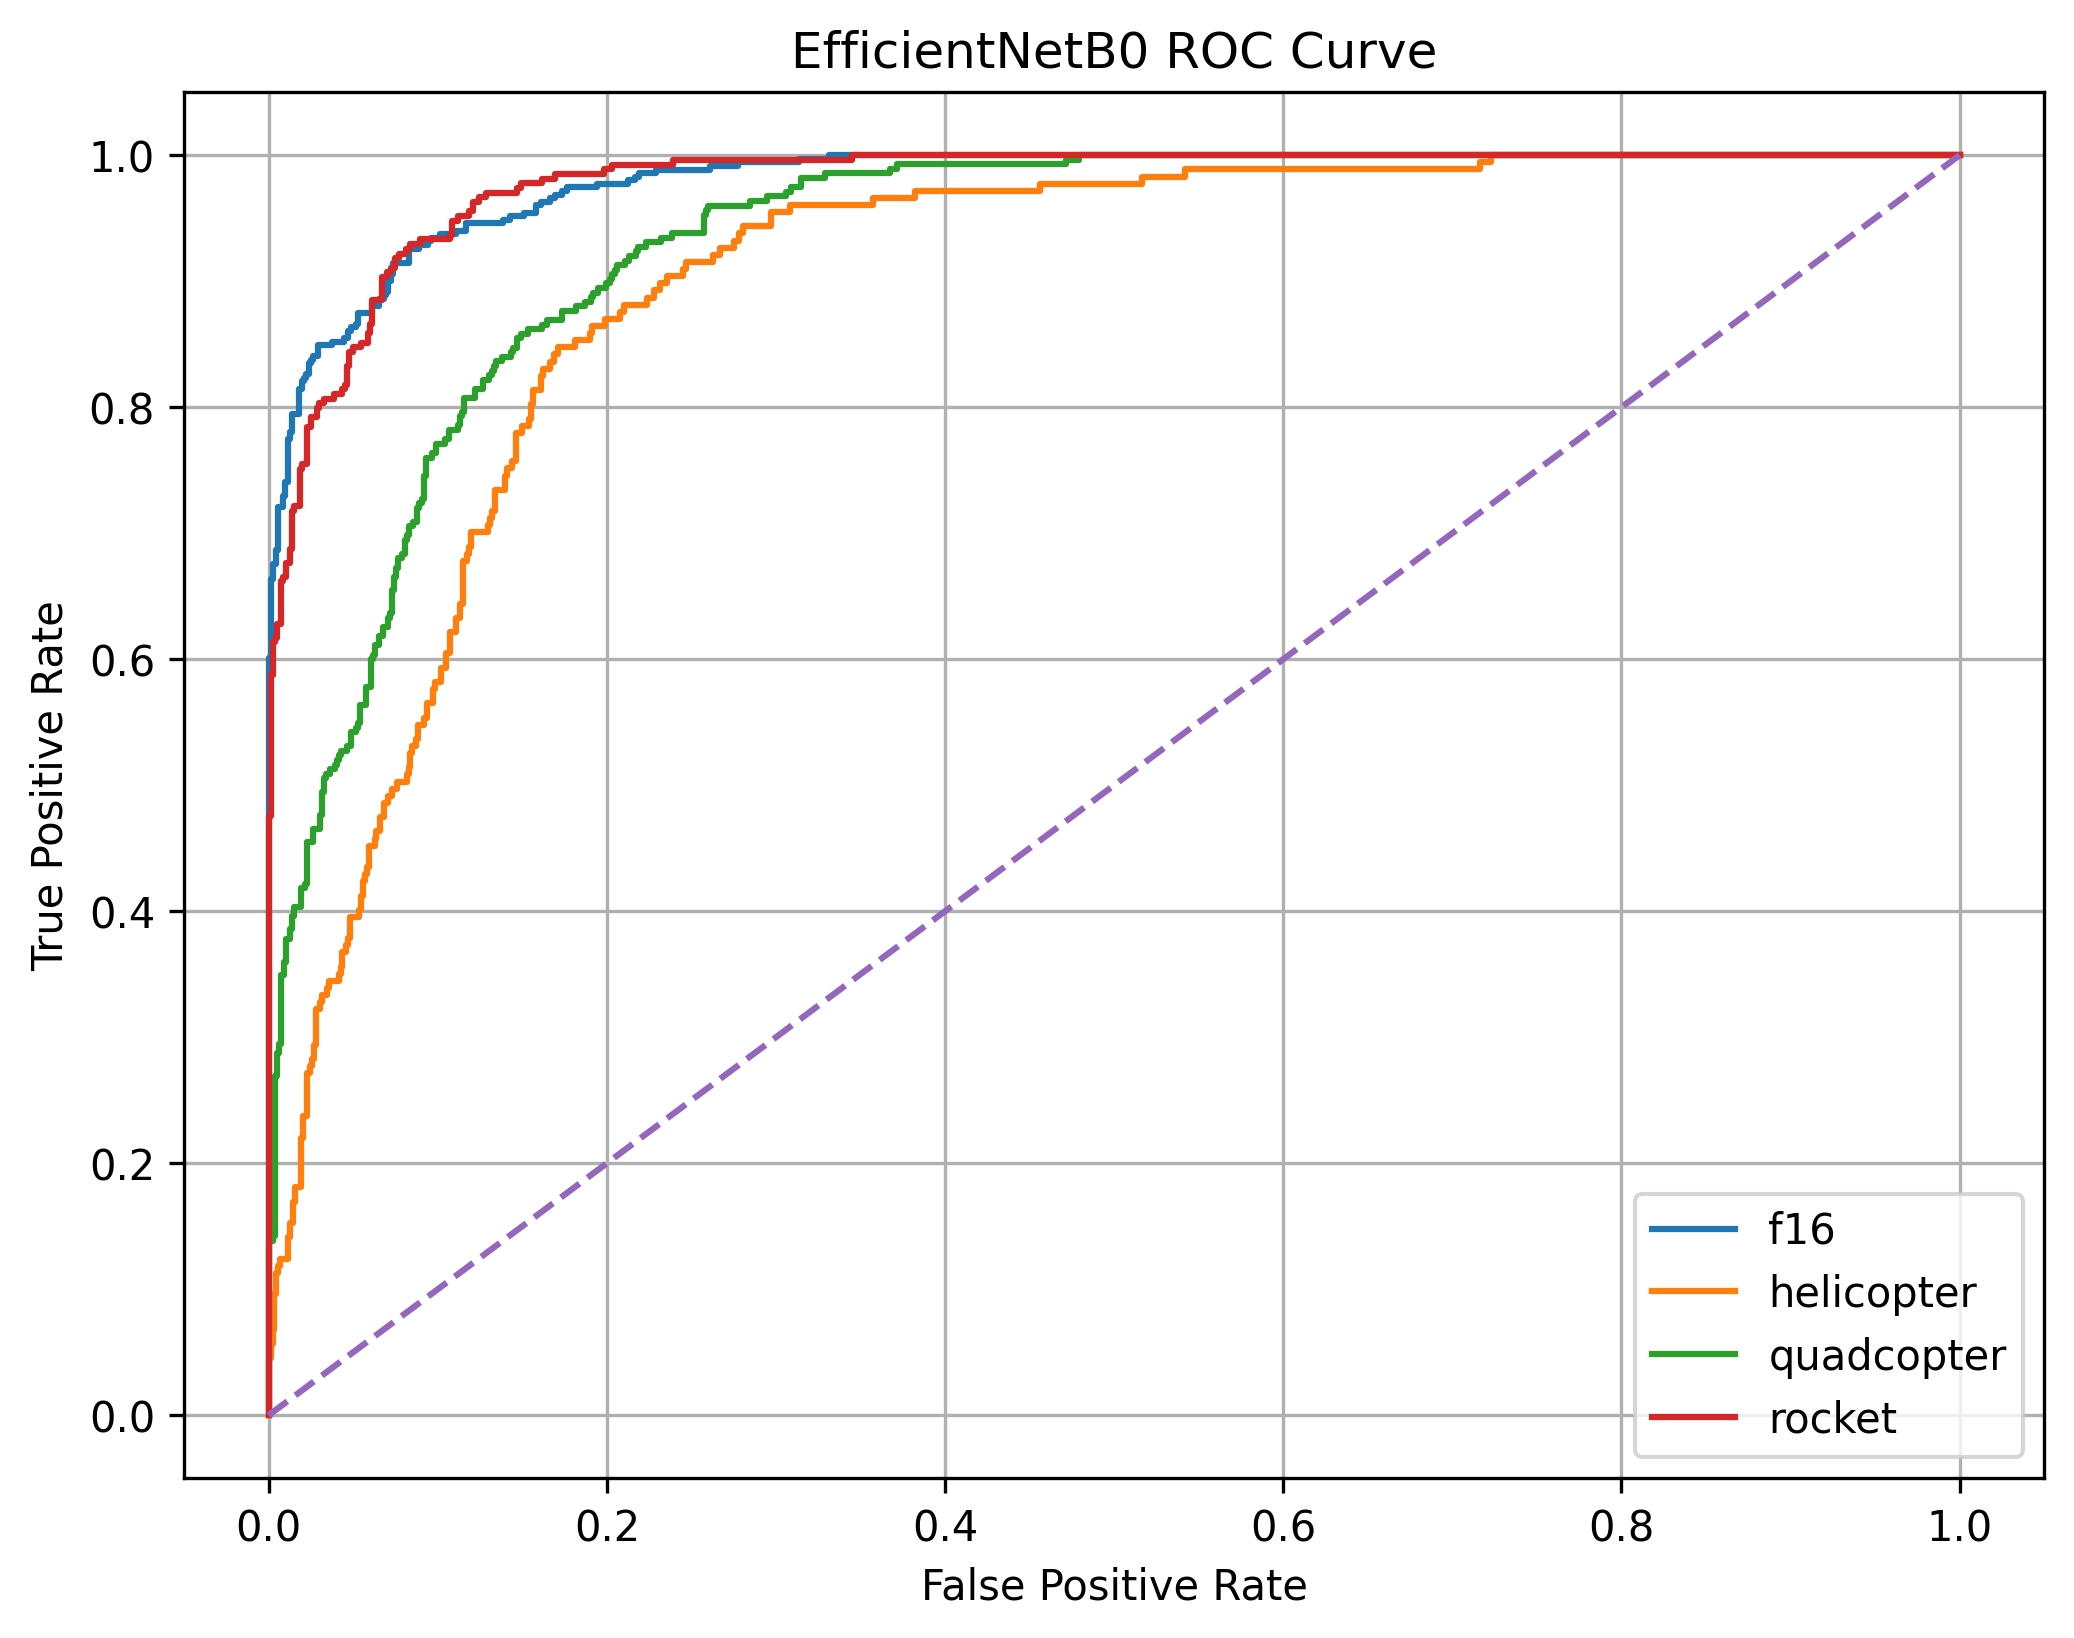 EfficientNetB0 ROC Curve
True Positive Rate
1.0
0.8
0.6
0.4
0.2
0.0
0.0 0.2 0.4 0.6 0.8 1.0
False Positive Rate
f16
helicopter
quadcopter
rocket